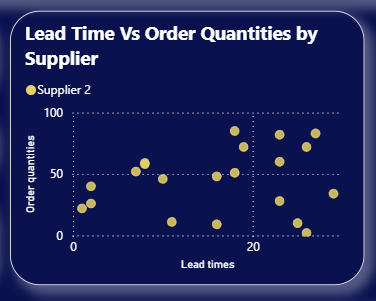 Lead Time Vs Order Quantities by
Supplier
Supplier 2
100
50
0
Order quantities
0
20
Lead times